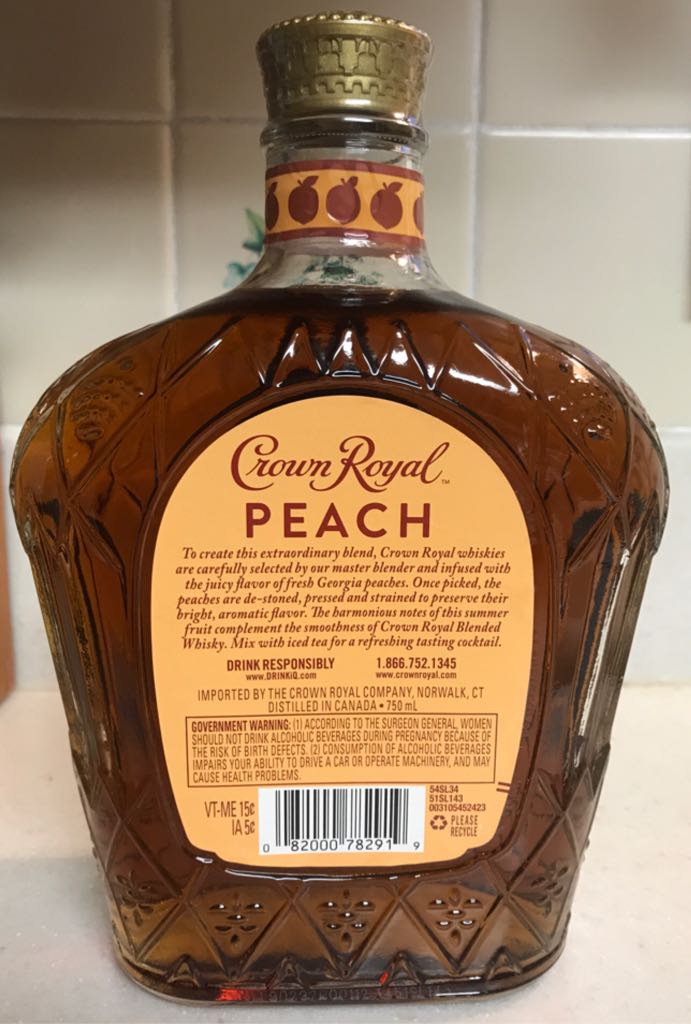 Crown Royal™
PEACH
To create this extraordinary blend, Crown Royal whiskies
are carefully selected by our master blender and infused with
the juicy flavor of fresh Georgia peaches. Once picked, the
peaches are de-stoned, pressed and strained to preserve their
bright, aromatic flavor. The harmonious notes of this summer
fruit complement the smoothness of Crown Royal Blended
Whisky. Mix with iced tea for a refreshing tasting cocktail.
DRINK RESPONSIBLY 1.866.752.1345
www.DRINKiQ.com www.crownroyal.com
IMPORTED BY THE CROWN ROYAL COMPANY, NORWALK, CT
DISTILLED IN CANADA • 750 mL
GOVERNMENT WARNING: (1) ACCORDING TO THE SURGEON GENERAL, WOMEN
SHOULD NOT DRINK ALCOHOLIC BEVERAGES DURING PREGNANCY BECAUSE OF
THE RISK OF BIRTH DEFECTS. (2) CONSUMPTION OF ALCOHOLIC BEVERAGES
IMPAIRS YOUR ABILITY TO DRIVE A CAR OR OPERATE MACHINERY, AND MAY
CAUSE HEALTH PROBLEMS.
VT-ME 15¢
IA 5¢
0 82000 78291 9
54SL34
51SL143
003105452423
PLEASE
RECYCLE